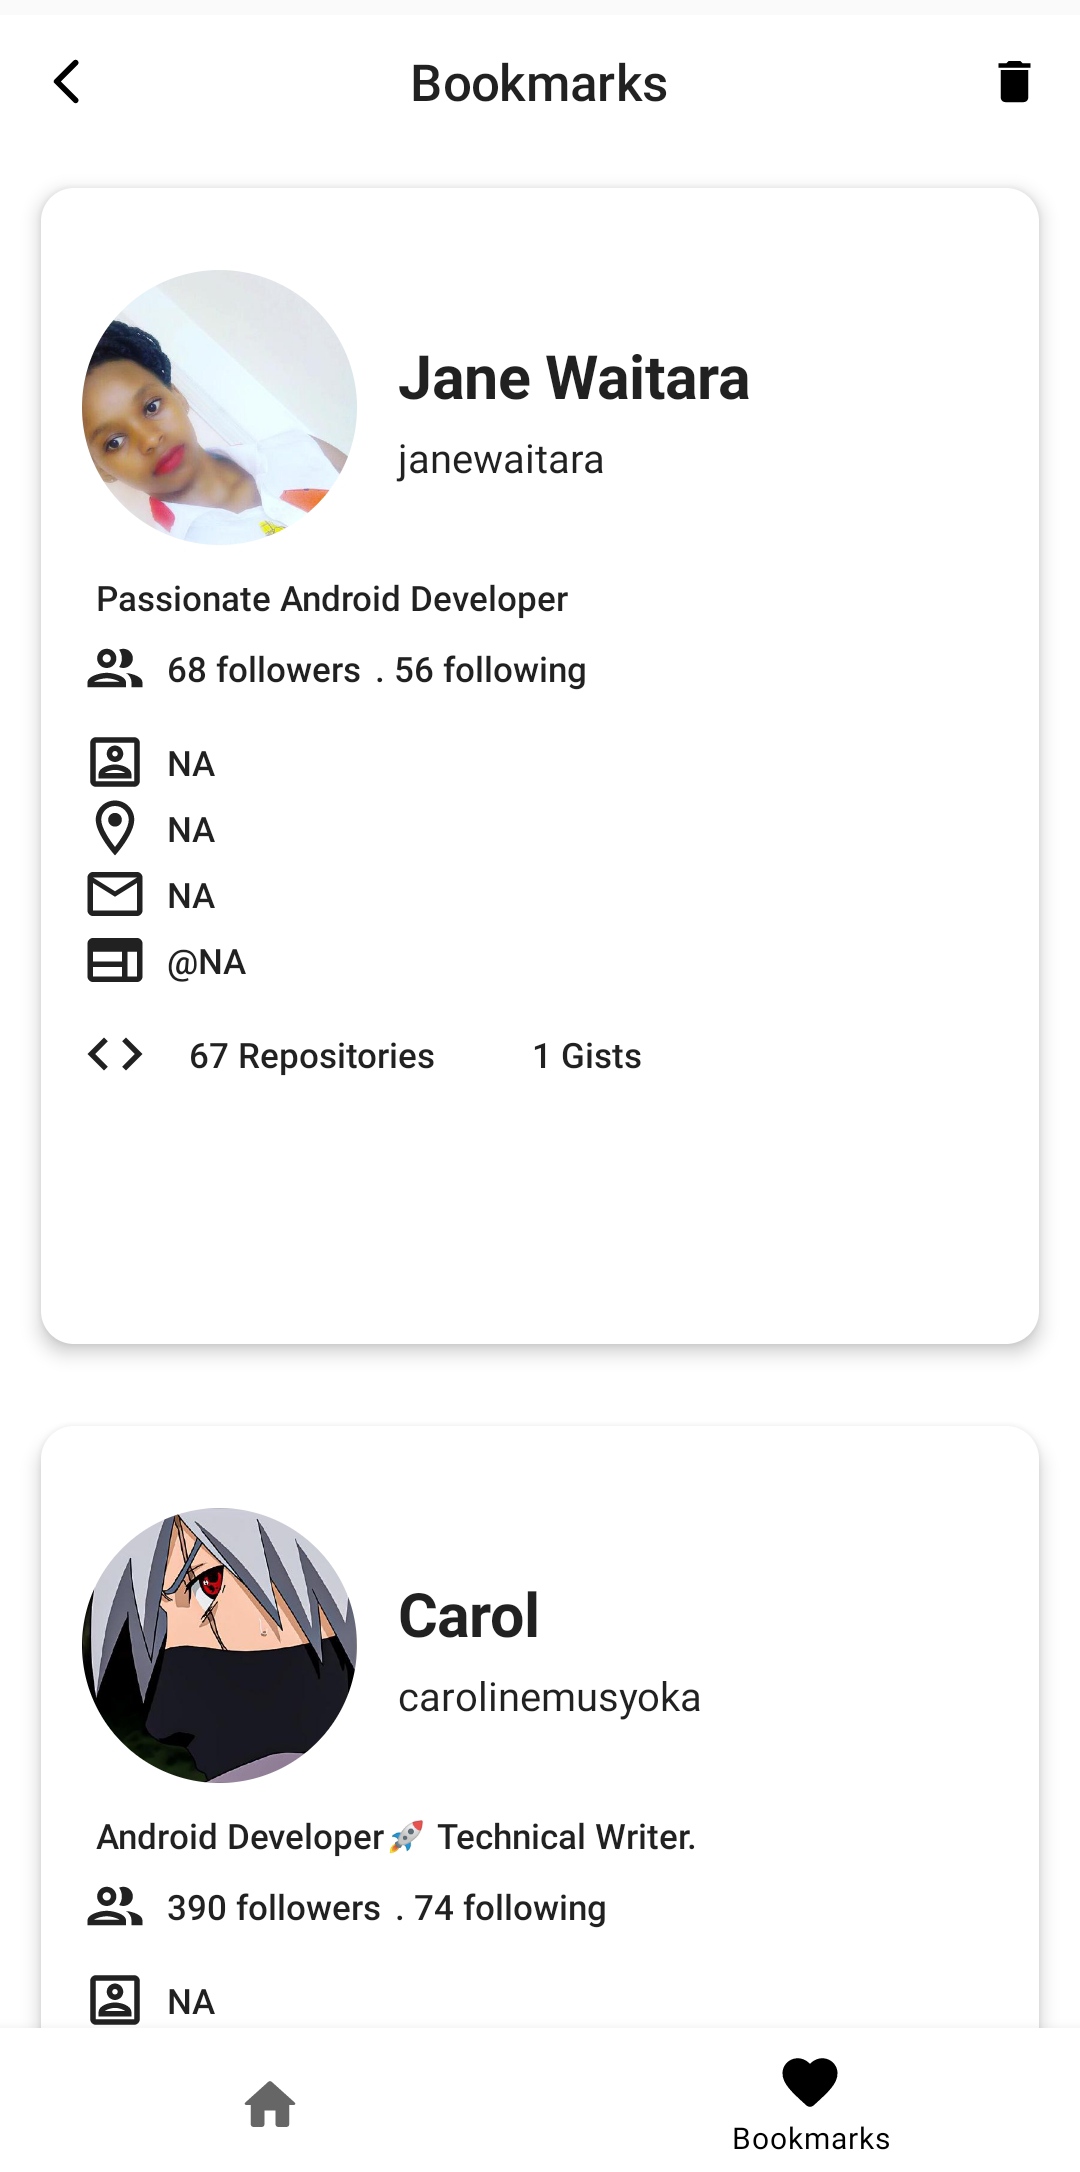 Bookmarks
Jane Waitara
janewaitara
Passionate Android Developer
68 followers . 56 following
NA
NA
NA
@NA
67 Repositories 1 Gists
Carol
carolinemusyoka
Android Developer🚀 Technical Writer.
390 followers . 74 following
NA
Bookmarks